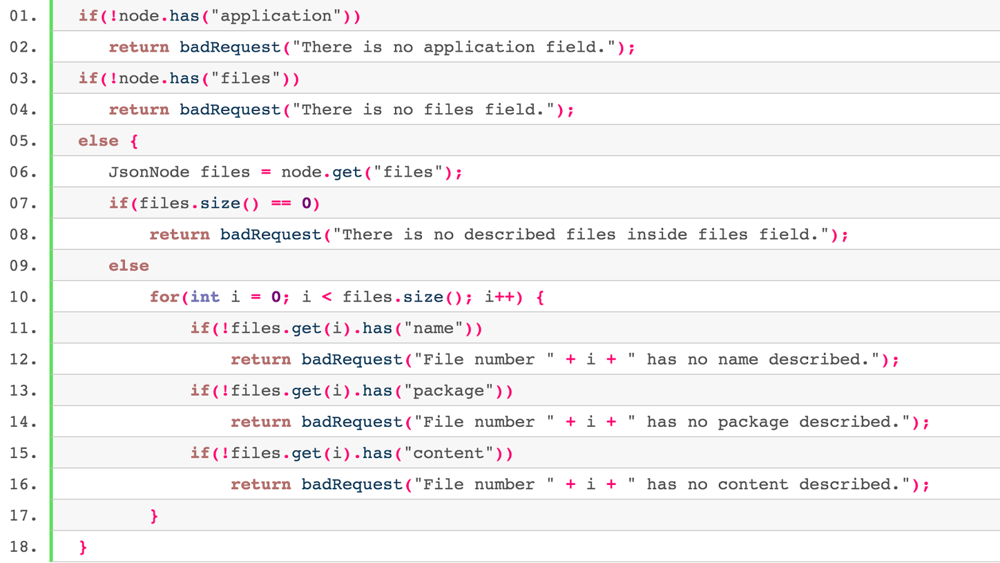 01. if(!node.has("application"))
02. return badRequest("There is no application field.");
03. if(!node.has("files"))
04. return badRequest("There is no files field.");
05. else {
06. JsonNode files = node.get("files");
07. if(files.size() == 0)
08. return badRequest("There is no described files inside files field.");
09. else
10. for(int i = 0; i < files.size(); i++) {
11. if(!files.get(i).has("name"))
12. return badRequest("File number " + i + " has no name described.");
13. if(!files.get(i).has("package"))
14. return badRequest("File number " + i + " has no package described.");
15. if(!files.get(i).has("content"))
16. return badRequest("File number " + i + " has no content described.");
17. }
18. }